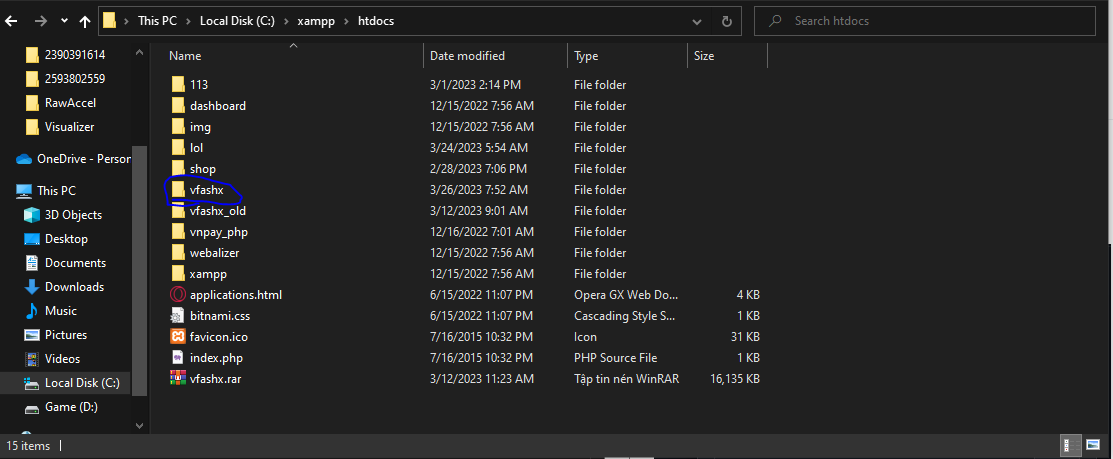 This PC > Local Disk (C:) > xampp > htdocs
Search htdocs
2390391614
2593802559
RawAccel
Visualizer
OneDrive - Person
This PC
3D Objects
Desktop
Documents
Downloads
Music
Pictures
Videos
Local Disk (C:)
Game (D:)
Name Date modified Type Size
113 3/1/2023 2:14 PM File folder
dashboard 12/15/2022 7:56 AM File folder
img 12/15/2022 7:56 AM File folder
lol 3/24/2023 5:54 AM File folder
shop 2/28/2023 7:06 PM File folder
vfashx 3/26/2023 7:52 AM File folder
vfashx_old 3/12/2023 9:01 AM File folder
vnpay_php 12/16/2022 7:01 AM File folder
webalizer 12/15/2022 7:56 AM File folder
xampp 12/15/2022 7:56 AM File folder
applications.html 6/15/2022 11:07 PM Opera GX Web Do... 4 KB
bitnami.css 6/15/2022 11:07 PM Cascading Style S... 1 KB
favicon.ico 7/16/2015 10:32 PM Icon 31 KB
index.php 7/16/2015 10:32 PM PHP Source File 1 KB
vfashx.rar 3/12/2023 11:23 AM Tập tin nén WinRAR 16,135 KB
15 items